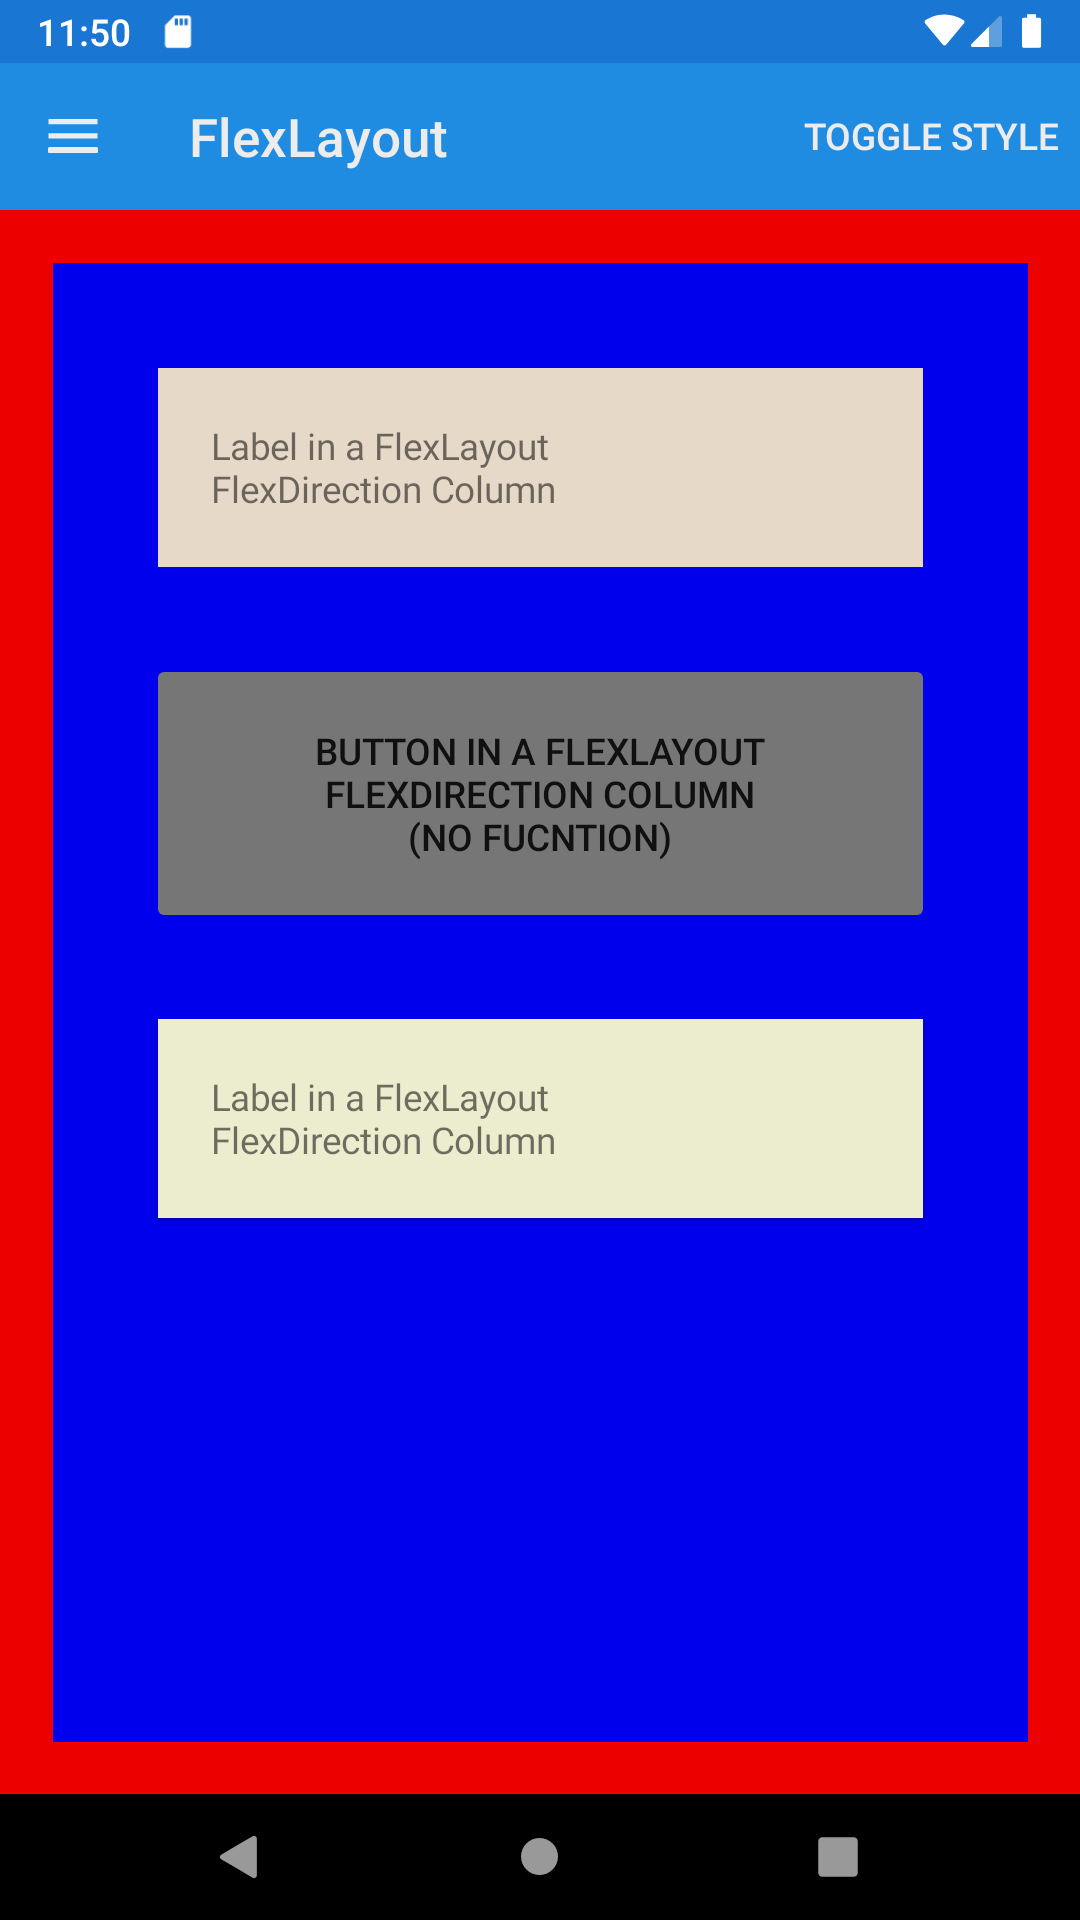 11:50
FlexLayout
TOGGLE STYLE
Label in a FlexLayout
FlexDirection Column
BUTTON IN A FLEXLAYOUT
FLEXDIRECTION COLUMN
(NO FUCNTION)
Label in a FlexLayout
FlexDirection Column